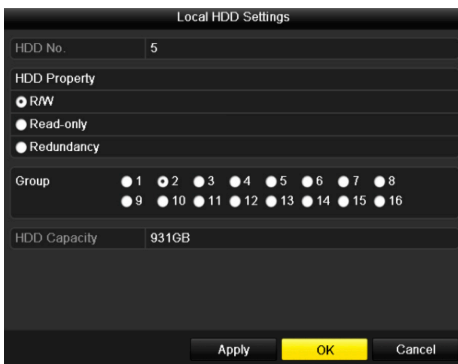 Local HDD Settings
HDD No. 5
HDD Property
R/W
Read-only
Redundancy
Group 1 2 3 4 5 6 7 8
9 10 11 12 13 14 15 16
HDD Capacity 931GB
Apply OK Cancel